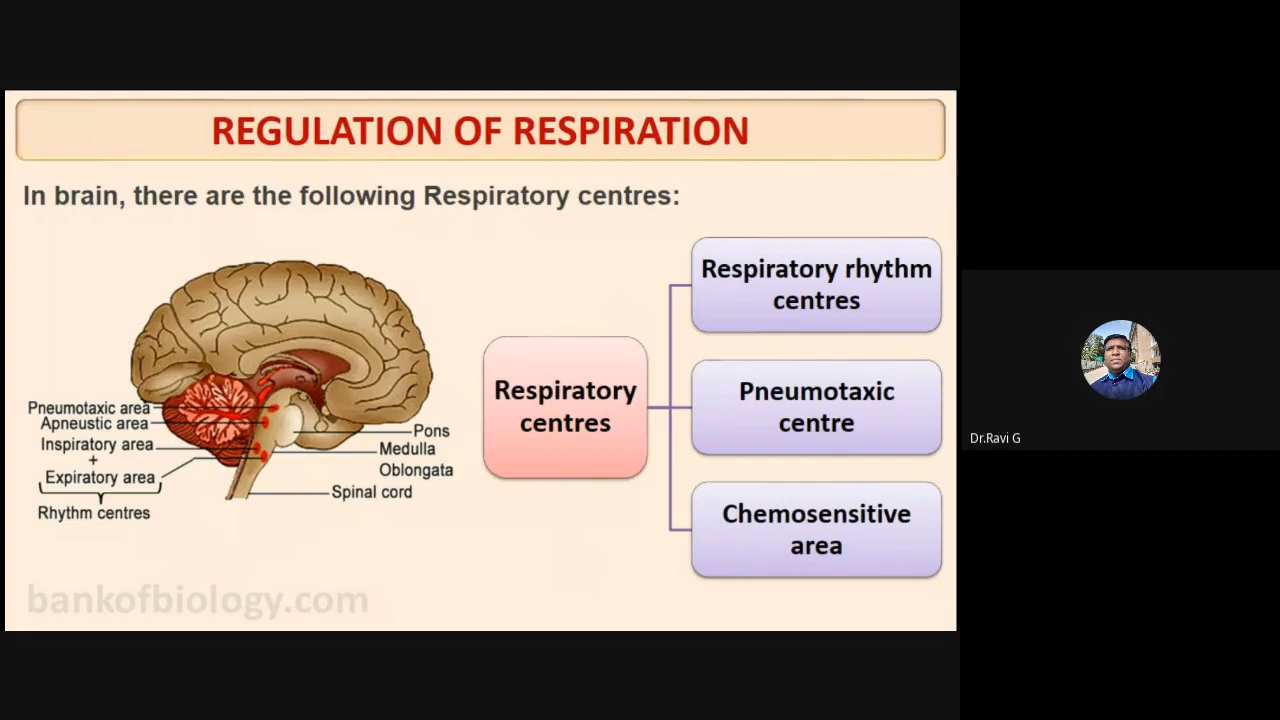 REGULATION OF RESPIRATION
In brain, there are the following Respiratory centres:
Pneumotaxic area
Apneustic area
Inspiratory area
+
Expiratory area
Rhythm centres
Pons
Medulla
Oblongata
Spinal cord
Respiratory
centres
Respiratory rhythm
centres
Pneumotaxic
centre
Chemosensitive
area
bankofbiology.com
Dr.Ravi G